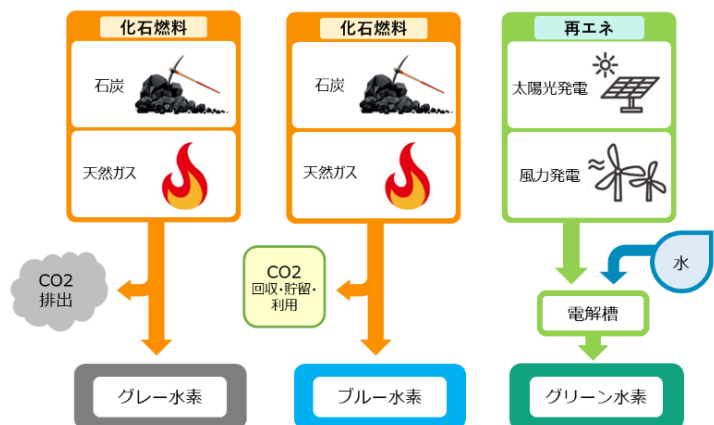 化石燃料
石炭
天然ガス
CO2
排出
グレー水素
化石燃料
石炭
天然ガス
CO2
回収・貯留・
利用
ブルー水素
再エネ
太陽光発電
風力発電
水
電解槽
グリーン水素